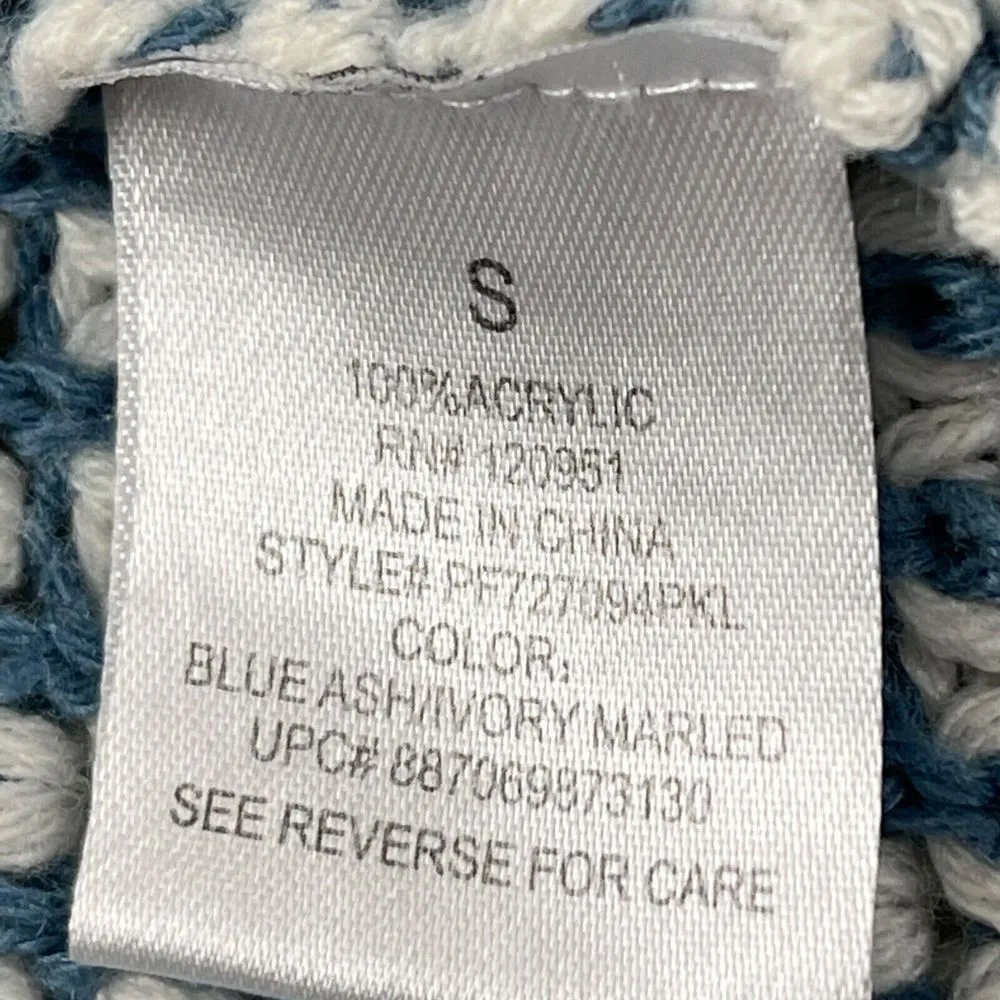 S
100%ACRYLIC
RN# 120951
MADE IN CHINA
STYLE# PF727094PKL
COLOR:
BLUE ASH/IVORY MARLED
UPC# 887069873130
SEE REVERSE FOR CARE